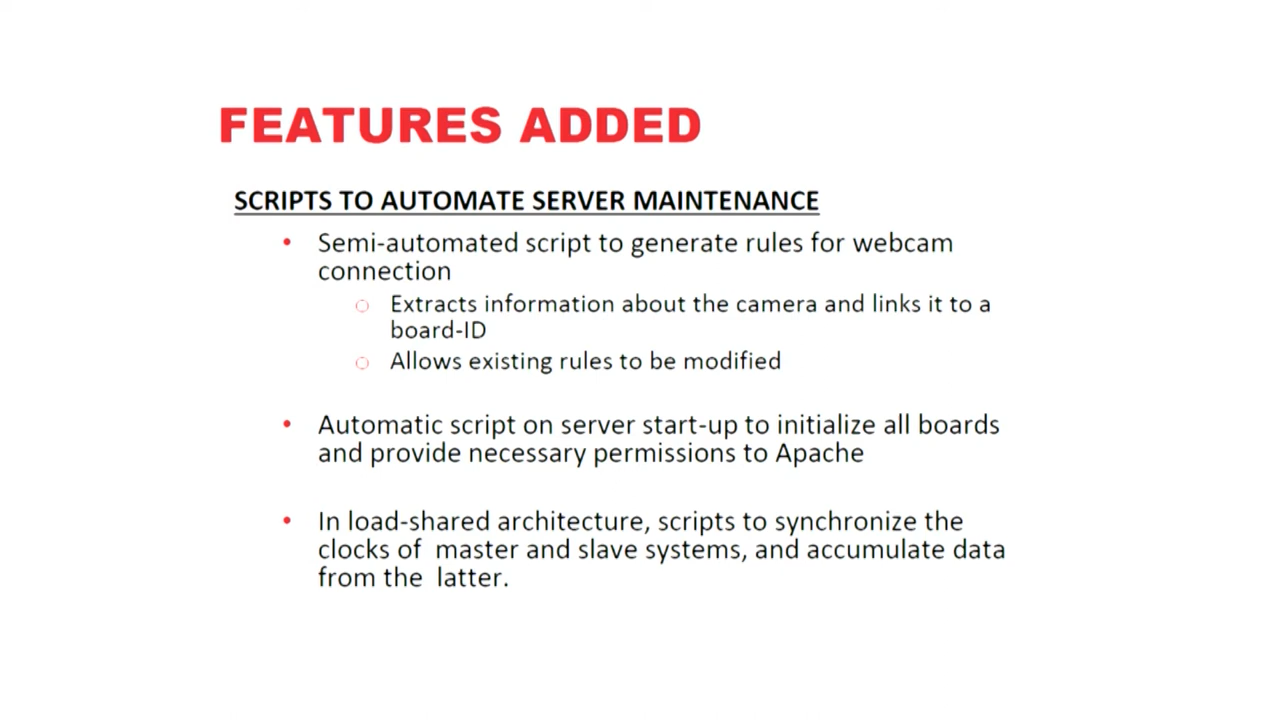 FEATURES ADDED
SCRIPTS TO AUTOMATE SERVER MAINTENANCE
• Semi-automated script to generate rules for webcam
connection
○ Extracts information about the camera and links it to a
board-ID
○ Allows existing rules to be modified
• Automatic script on server start-up to initialize all boards
and provide necessary permissions to Apache
• In load-shared architecture, scripts to synchronize the
clocks of master and slave systems, and accumulate data
from the latter.